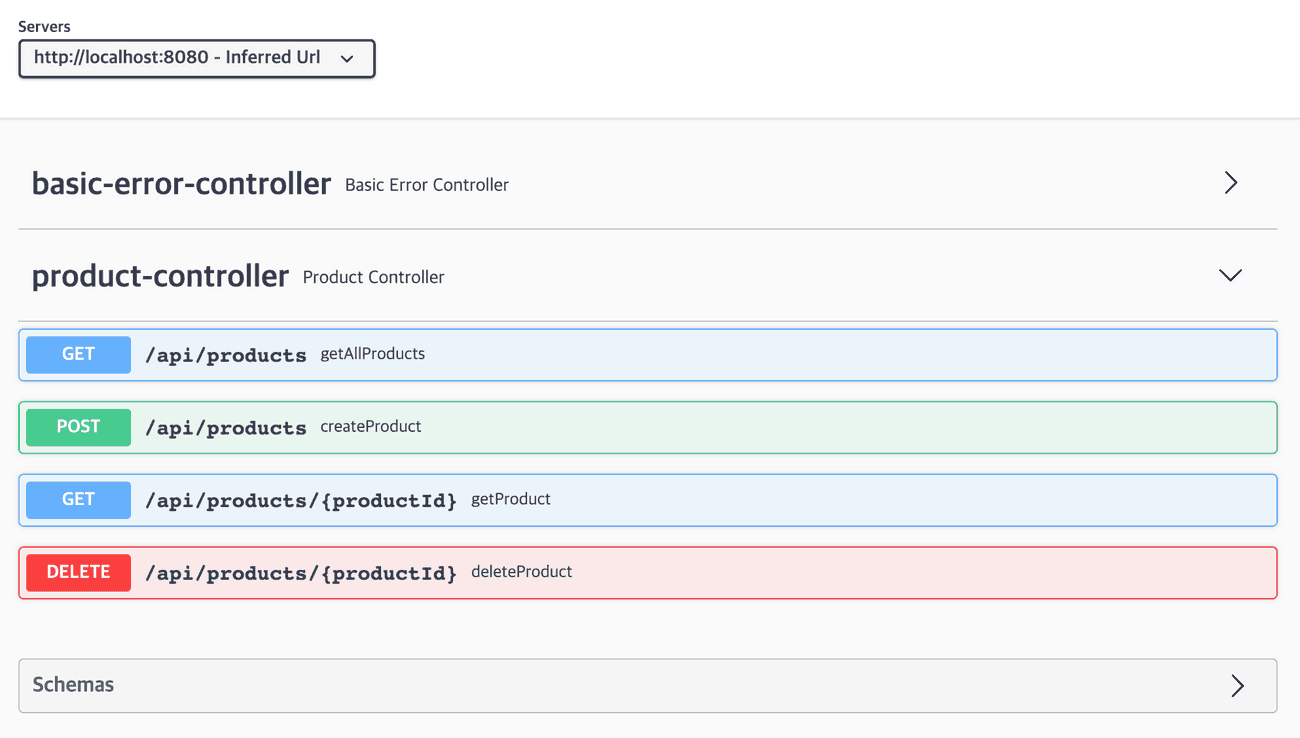 Servers
http://localhost:8080 - Inferred Url
basic-error-controller Basic Error Controller
product-controller Product Controller
GET /api/products getAllProducts
POST /api/products createProduct
GET /api/products/{productId} getProduct
DELETE /api/products/{productId} deleteProduct
Schemas